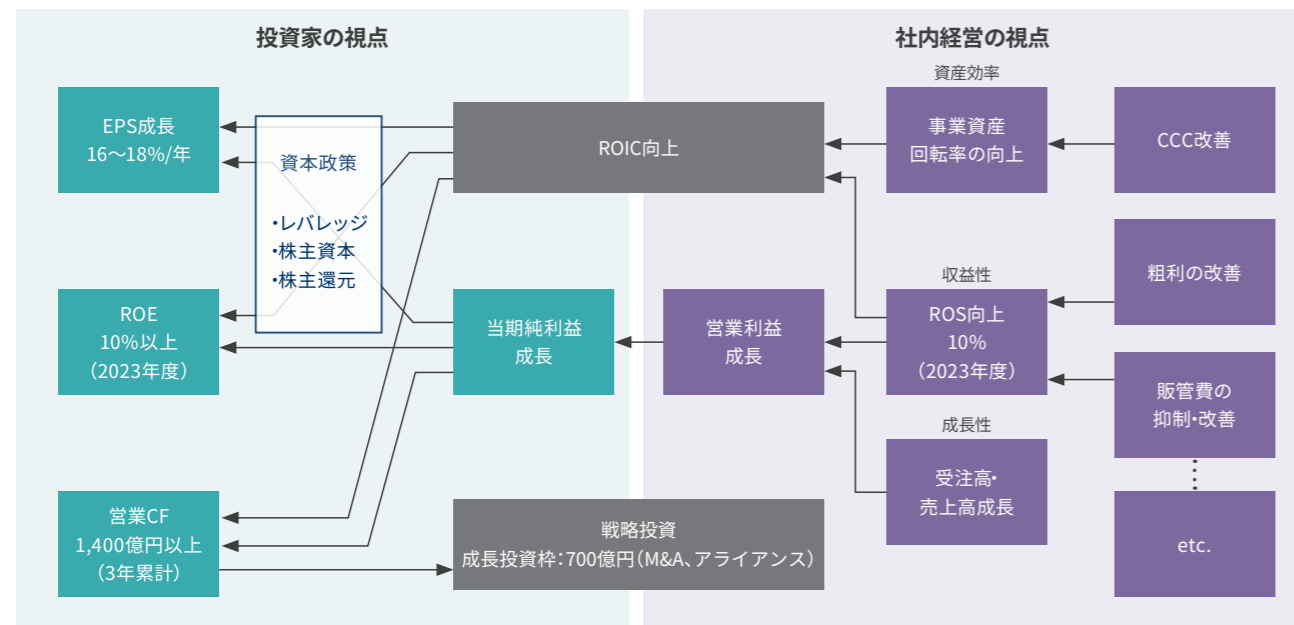 投資家の視点
EPS成長
16〜18%/年
ROE
10%以上
（2023年度）
営業CF
1,400億円以上
（3年累計）
資本政策
・レバレッジ
・株主資本
・株主還元
ROIC向上
当期純利益
成長
戦略投資
成長投資枠：700億円（M&A、アライアンス）
社内経営の視点
営業利益
成長
資産効率
事業資産
回転率の向上
収益性
ROS向上
10%
（2023年度）
成長性
受注高・
売上高成長
CCC改善
粗利の改善
販管費の
抑制・改善
etc.